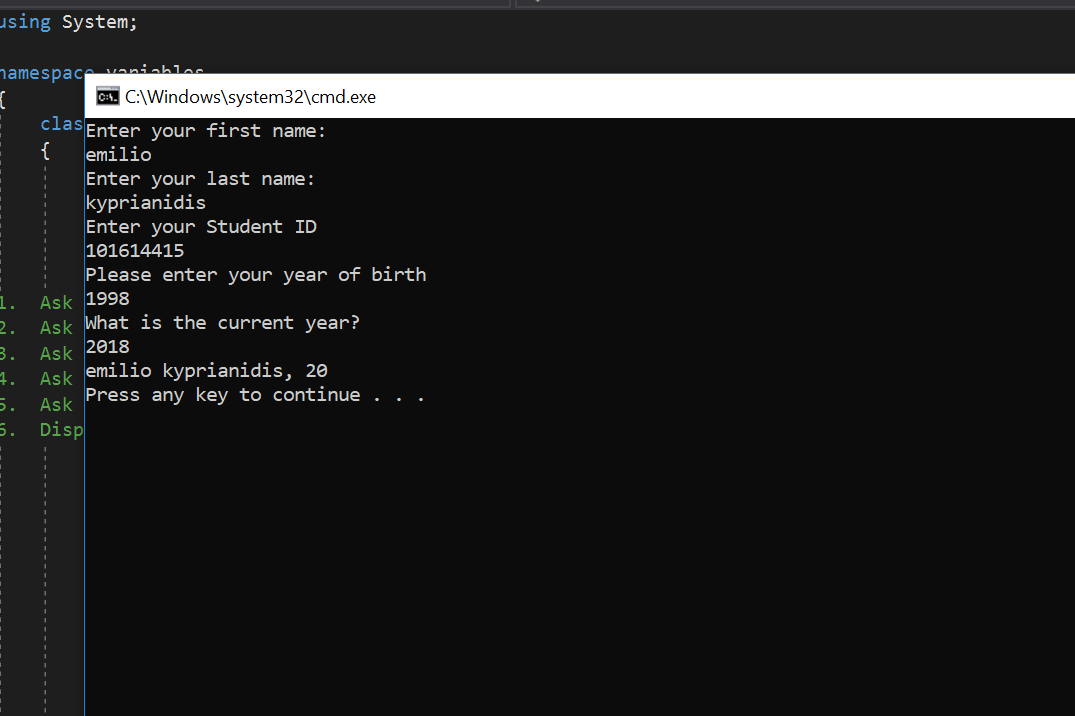 using System;
namespace variables
{
clas
{
1. Ask
2. Ask
3. Ask
4. Ask
5. Ask
6. Disp
C:\Windows\system32\cmd.exe
Enter your first name:
emilio
Enter your last name:
kyprianidis
Enter your Student ID
101614415
Please enter your year of birth
1998
What is the current year?
2018
emilio kyprianidis, 20
Press any key to continue . . .